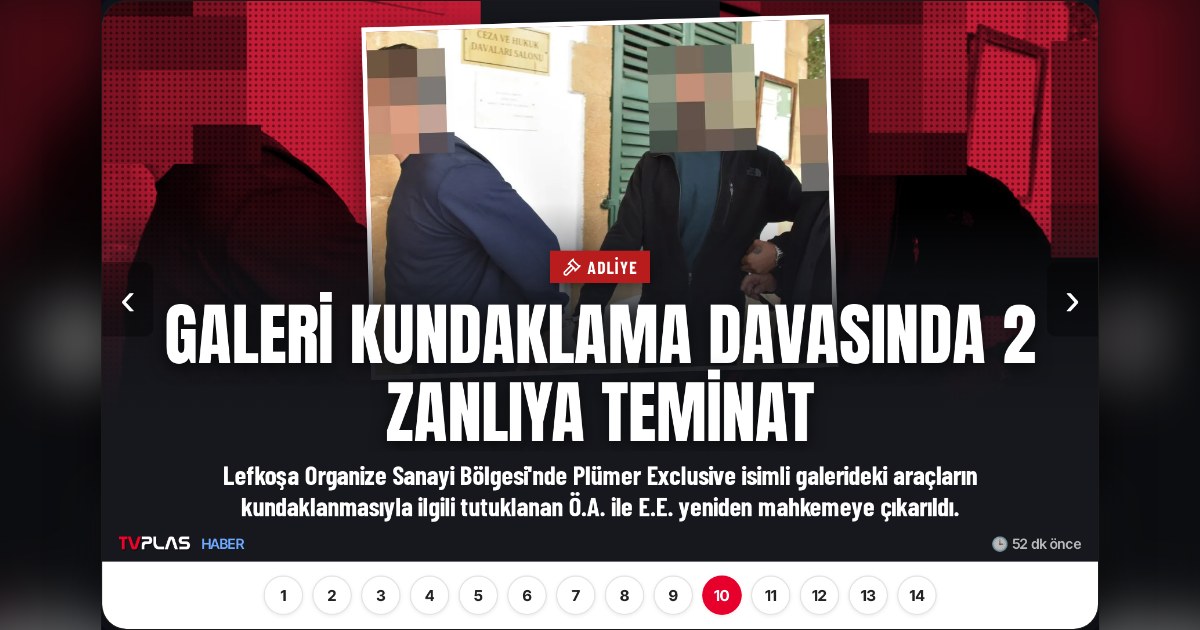 CEZA VE HUKUK
DAVALARI SALONU
ADLİYE
GALERİ KUNDAKLAMA DAVASINDA 2
ZANLIYA TEMİNAT
Lefkoşa Organize Sanayi Bölgesi'nde Plümer Exclusive isimli galerideki araçların
kundaklanmasıyla ilgili tutuklanan Ö.A. ile E.E. yeniden mahkemeye çıkarıldı.
TVPLAS HABER
52 dk önce
1 2 3 4 5 6 7 8 9 10 11 12 13 14